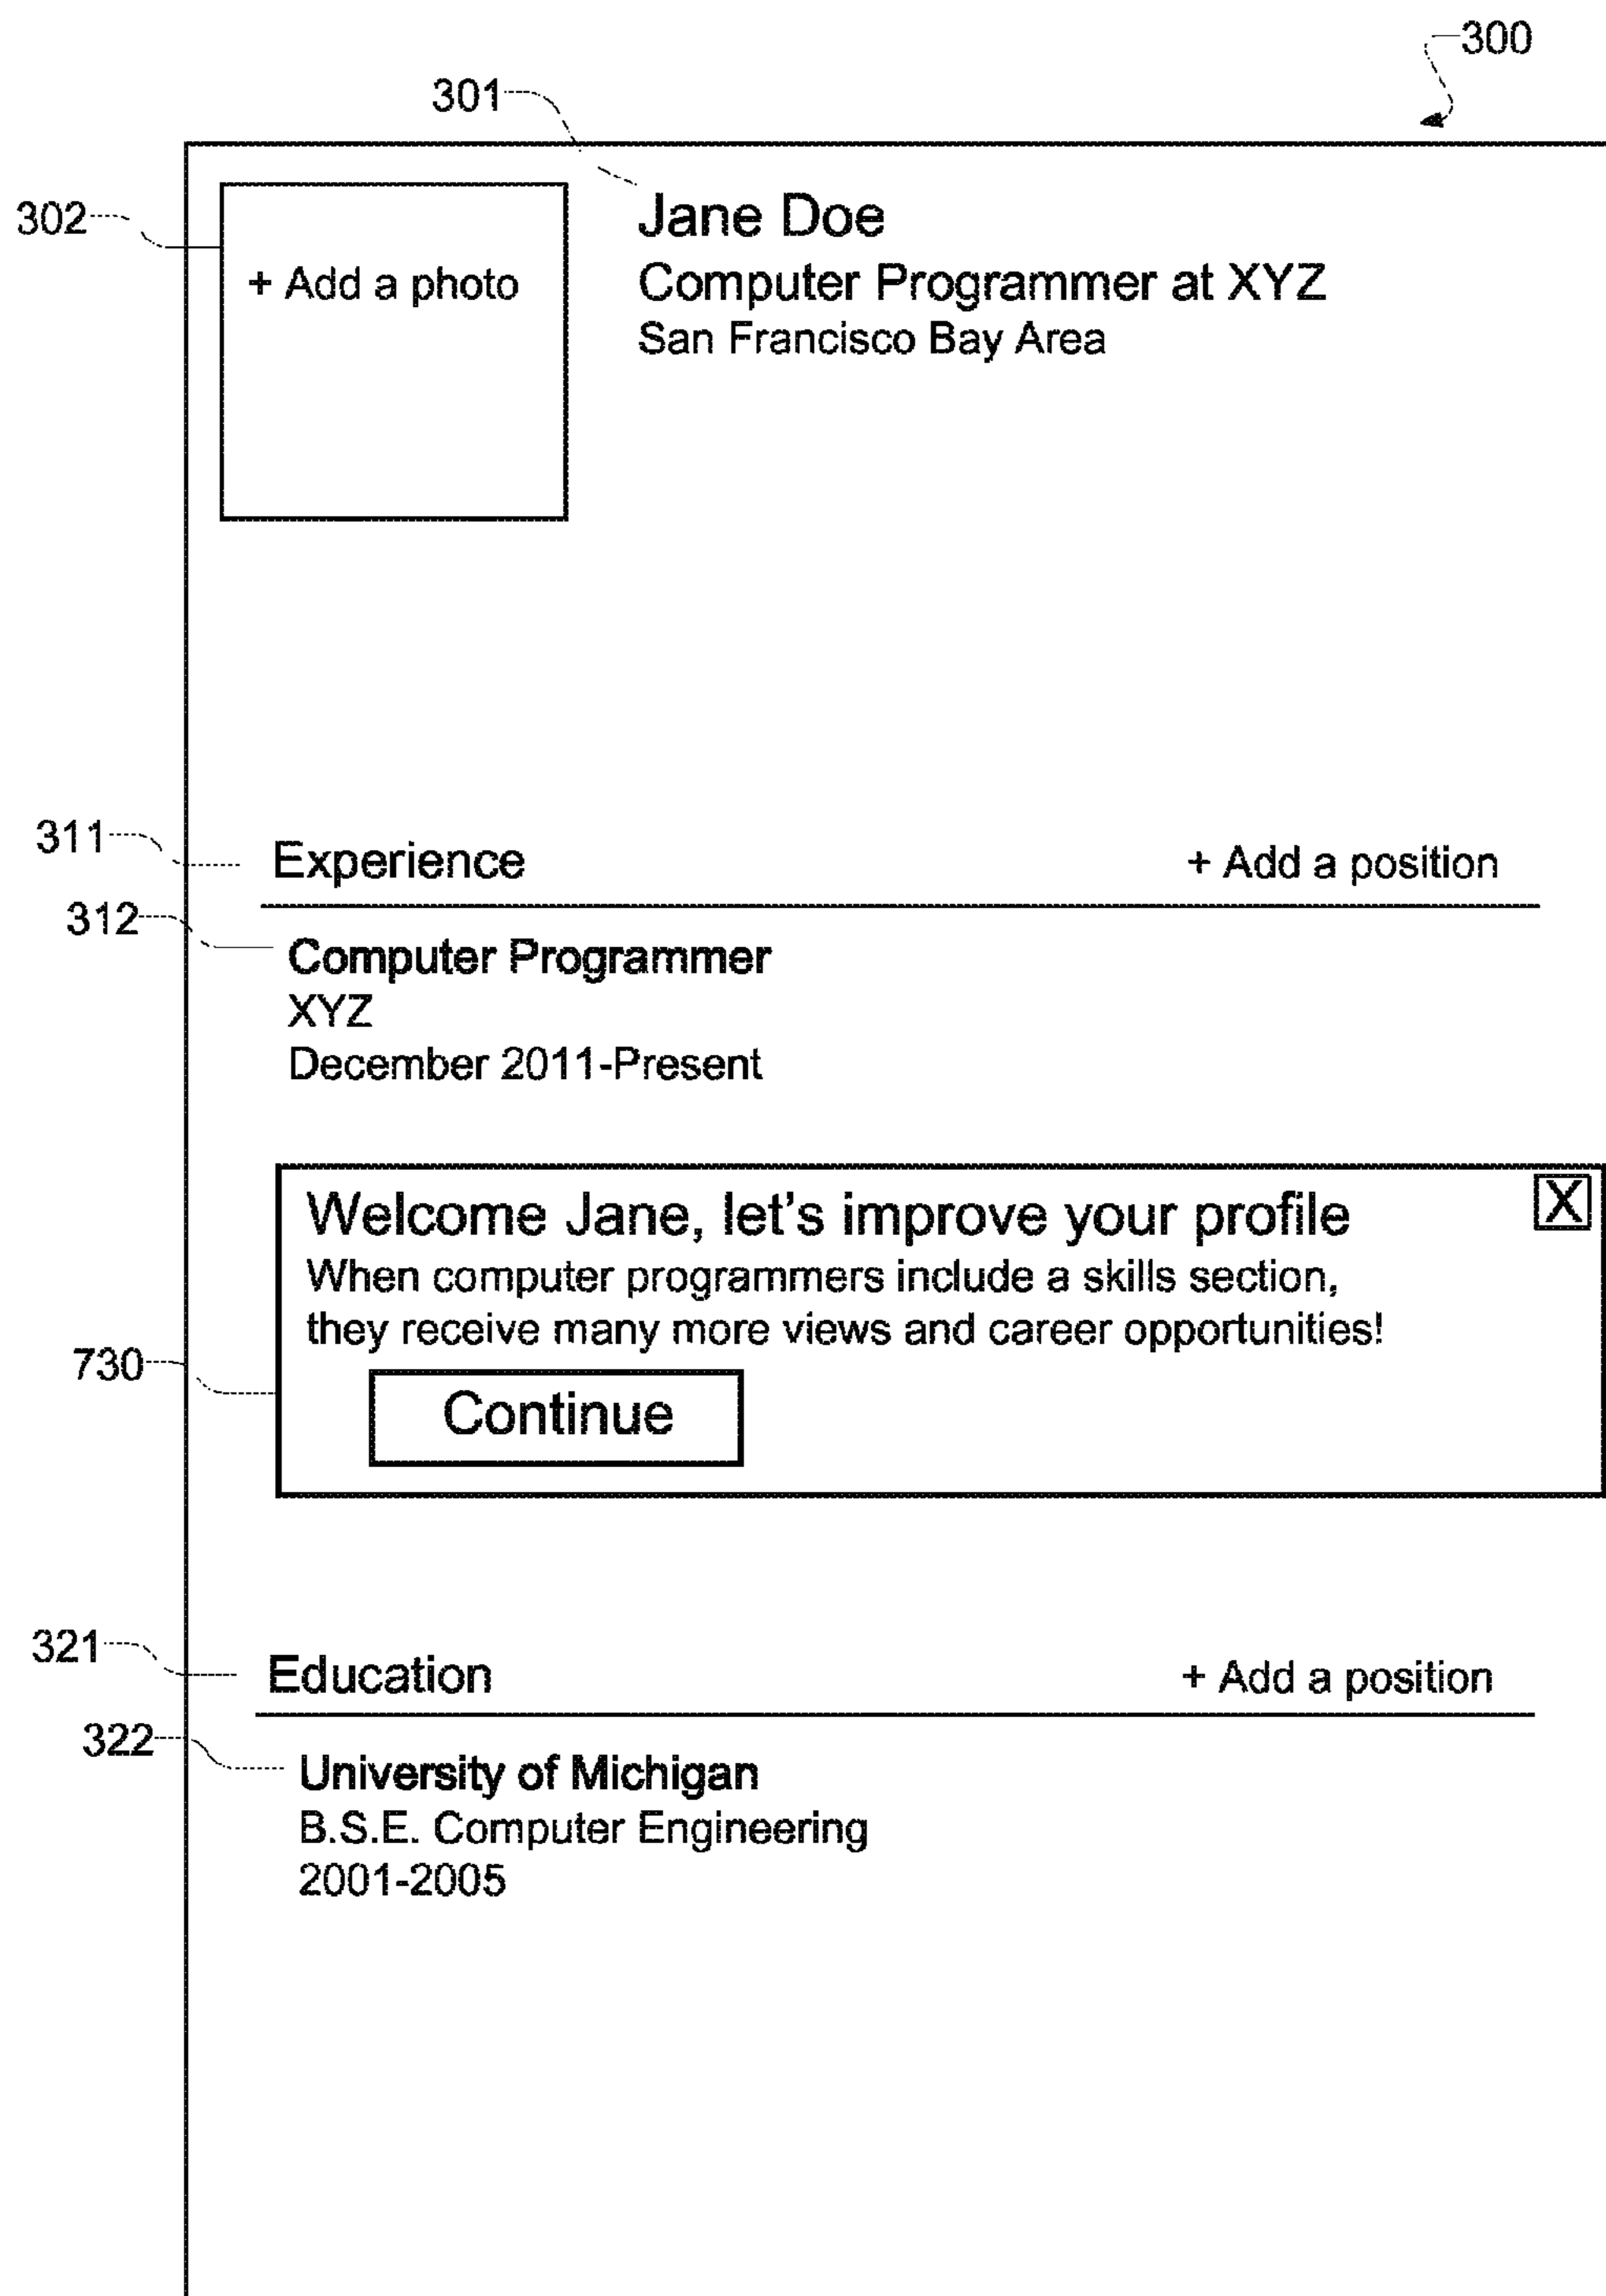 300
301
302
Jane Doe
+ Add a photo
Computer Programmer at XYZ
San Francisco Bay Area
311
Experience + Add a position
312
Computer Programmer
XYZ
December 2011-Present
Welcome Jane, let's improve your profile X
When computer programmers include a skills section,
they receive many more views and career opportunities!
730
Continue
321
Education + Add a position
322
University of Michigan
B.S.E. Computer Engineering
2001-2005